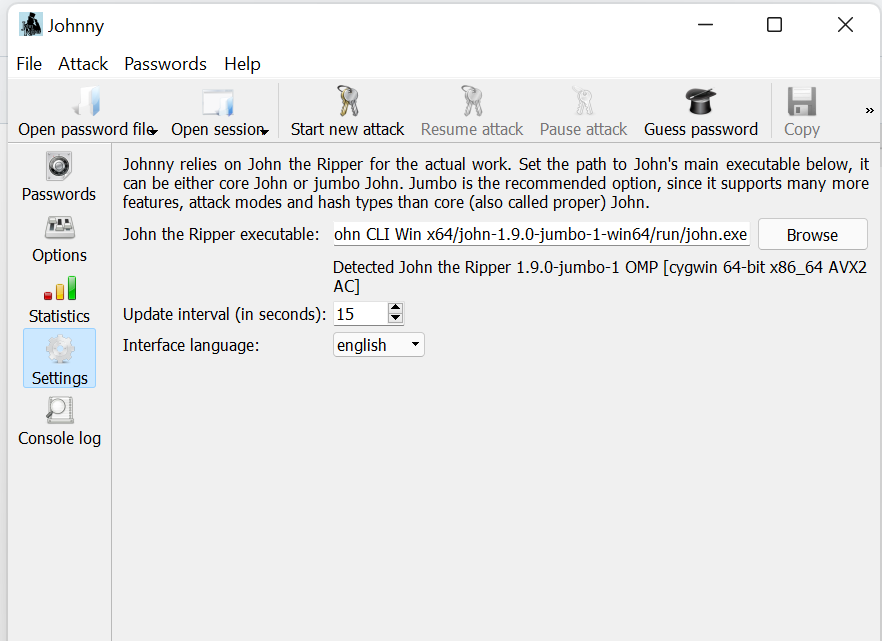 Johnny
File Attack Passwords Help
Open password file Open session Start new attack Resume attack Pause attack Guess password Copy »
Passwords
Options
Statistics
Settings
Console log
Johnny relies on John the Ripper for the actual work. Set the path to John's main executable below, it
can be either core John or jumbo John. Jumbo is the recommended option, since it supports many more
features, attack modes and hash types than core (also called proper) John.
John the Ripper executable: ohn CLI Win x64/john-1.9.0-jumbo-1-win64/run/john.exe Browse
Detected John the Ripper 1.9.0-jumbo-1 OMP [cygwin 64-bit x86_64 AVX2
AC]
Update interval (in seconds): 15
Interface language: english